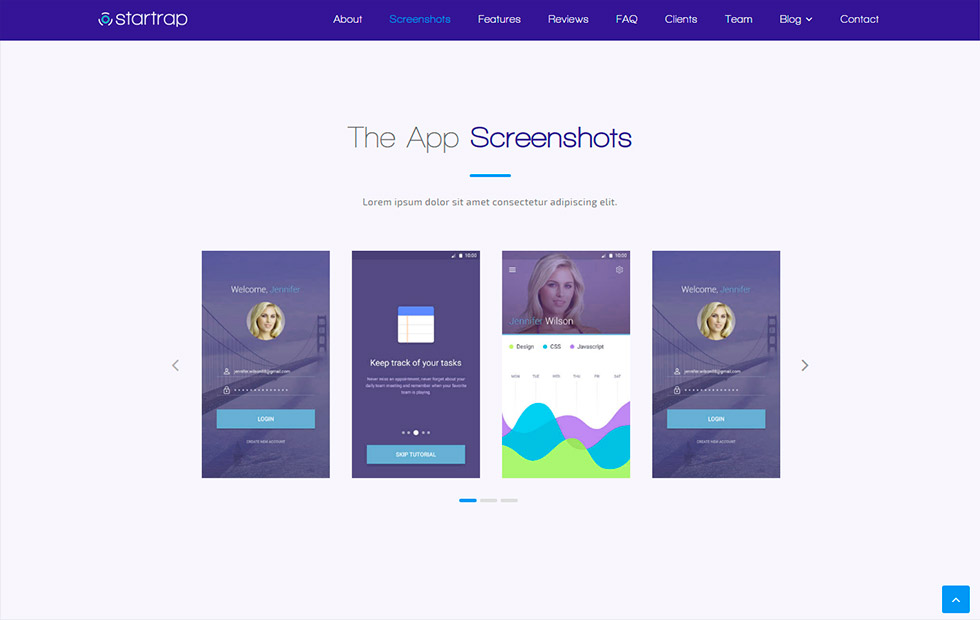 startrap
About Screenshots Features Reviews FAQ Clients Team Blog Contact
The App Screenshots
Lorem ipsum dolor sit amet consectetur adipiscing elit.
Welcome, Jennifer
jenniferwilson88@gmail.com
LOGIN
CREATE NEW ACCOUNT
10:00
Keep track of your tasks
Never miss an appointment, never forget about your
daily team meeting and remember when your favorite
team is playing
SKIP TUTORIAL
10:00
Jennifer Wilson
Design CSS Javascript
MON TUE WED THU FRI SAT
Welcome, Jennifer
jenniferwilson88@gmail.com
LOGIN
CREATE NEW ACCOUNT